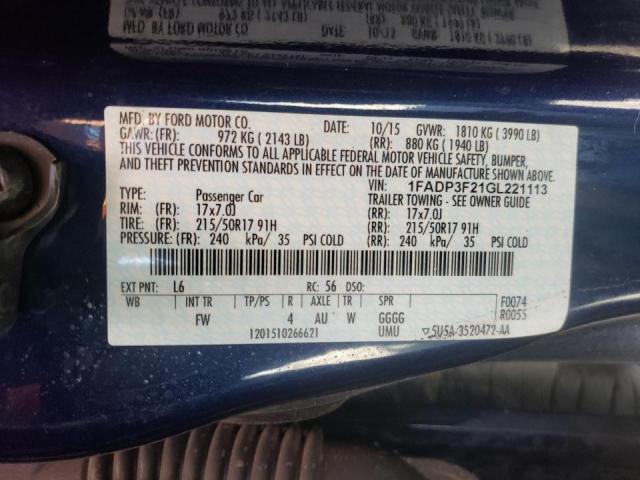 MFD. BY FORD MOTOR CO.
10/15 GVWR: 1810 KG ( 3990 LB)
GAWR: (FR): 972 KG ( 2143 LB) (RR): 880 KG ( 1940 LB)
THIS VEHICLE CONFORMS TO ALL APPLICABLE FEDERAL MOTOR VEHICLE SAFETY, BUMPER,
AND THEFT PREVENTION STANDARDS IN EFFECT ON THE DATE OF MANUFACTURE SHOWN ABOVE.
VIN: 1FADP3F21GL221113
TYPE: Passenger Car TRAILER TOWING - SEE OWNER GUIDE
RIM: (FR): 17x7.0J (RR): 17x7.0J
TIRE: (FR): 215/50R17 91H (RR): 215/50R17 91H
PRESSURE: (FR): 240 kPa/ 35 PSI COLD (RR): 240 kPa/ 35 PSI COLD
EXT PNT: L6 RC: 56 DSO:
WB INT TR TP/PS R AXLE TR SPR F0074
FW 4 AU W GGGG R0055
1201510266621 UMU ▽5U5A-3520472-AA